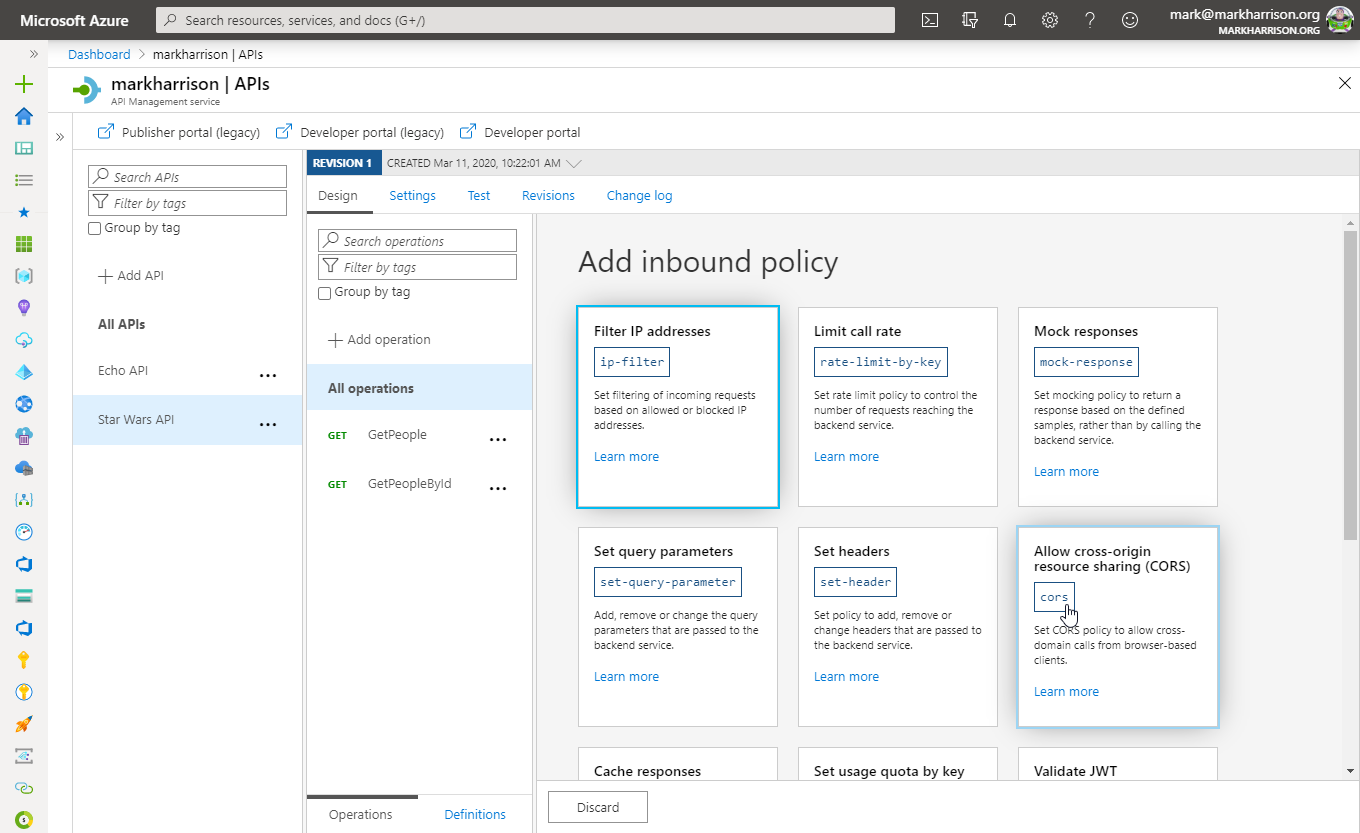 Microsoft Azure
Search resources, services, and docs (G+/)
mark@markharrison.org
MARKHARRISON.ORG
Dashboard > markharrison | APIs
markharrison | APIs
API Management service
Publisher portal (legacy)
Developer portal (legacy)
Developer portal
Search APIs
Filter by tags
Group by tag
Add API
All APIs
Echo API
Star Wars API
REVISION 1
CREATED Mar 11, 2020, 10:22:01 AM
Design
Settings
Test
Revisions
Change log
Search operations
Filter by tags
Group by tag
Add operation
All operations
GET GetPeople
GET GetPeopleById
Operations
Definitions
Add inbound policy
Filter IP addresses
ip-filter
Set filtering of incoming requests
based on allowed or blocked IP
addresses.
Learn more
Limit call rate
rate-limit-by-key
Set rate limit policy to control the
number of requests reaching the
backend service.
Learn more
Mock responses
mock-response
Set mocking policy to return a
response based on the defined
samples, rather than by calling the
backend service.
Learn more
Set query parameters
set-query-parameter
Add, remove or change the query
parameters that are passed to the
backend service.
Learn more
Set headers
set-header
Set policy to add, remove or
change headers that are passed to
the backend service.
Learn more
Allow cross-origin
resource sharing (CORS)
cors
Set CORS policy to allow cross-
domain calls from browser-based
clients.
Learn more
Cache responses
Set usage quota by key
Validate JWT
Discard